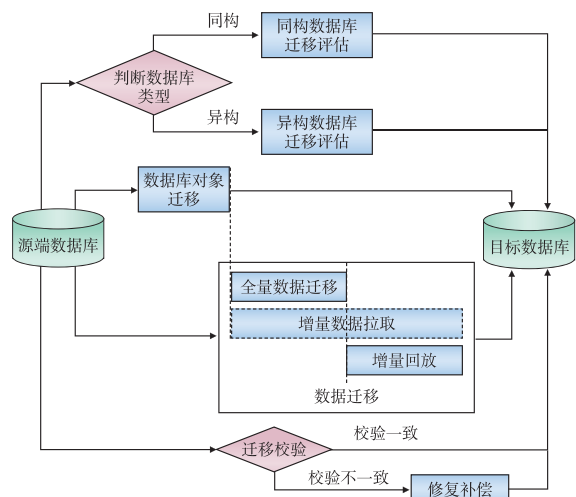 同构
同构数据库
迁移评估
判断数据库
类型
异构
异构数据库
迁移评估
数据库对象
迁移
源端数据库
目标数据库
全量数据迁移
增量数据拉取
增量回放
数据迁移
校验一致
迁移校验
校验不一致
修复补偿